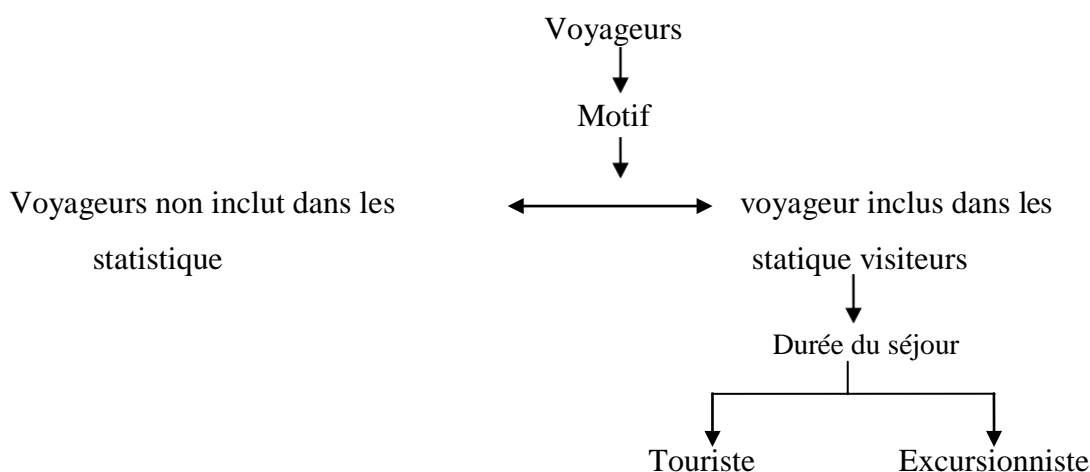 Voyageurs
Motif
Voyageurs non inclut dans les
statistique
voyageur inclus dans les
statique visiteurs
Durée du séjour
Touriste
Excursionniste